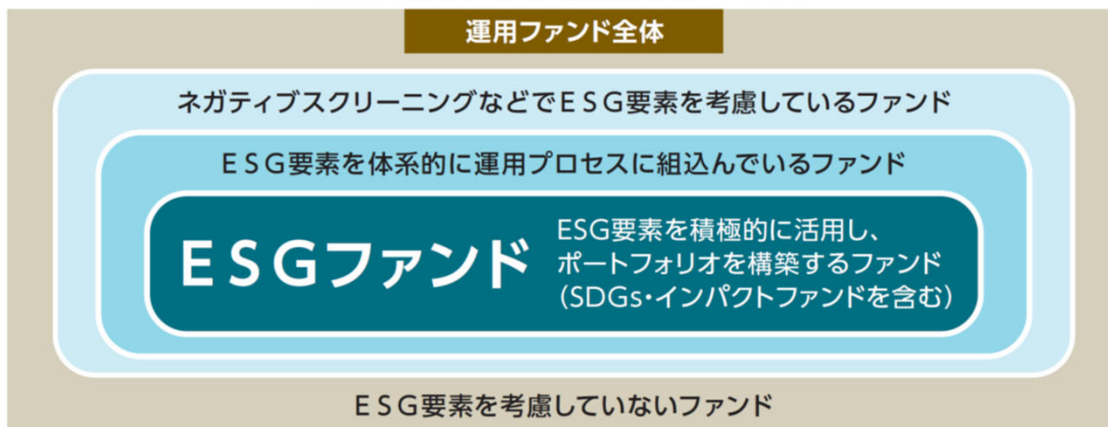 運用ファンド全体
ネガティブスクリーニングなどでESG要素を考慮しているファンド
ESG要素を体系的に運用プロセスに組込んでいるファンド
ESGファンド
ESG要素を積極的に活用し、
ポートフォリオを構築するファンド
(SDGs・インパクトファンドを含む)
ESG要素を考慮していないファンド